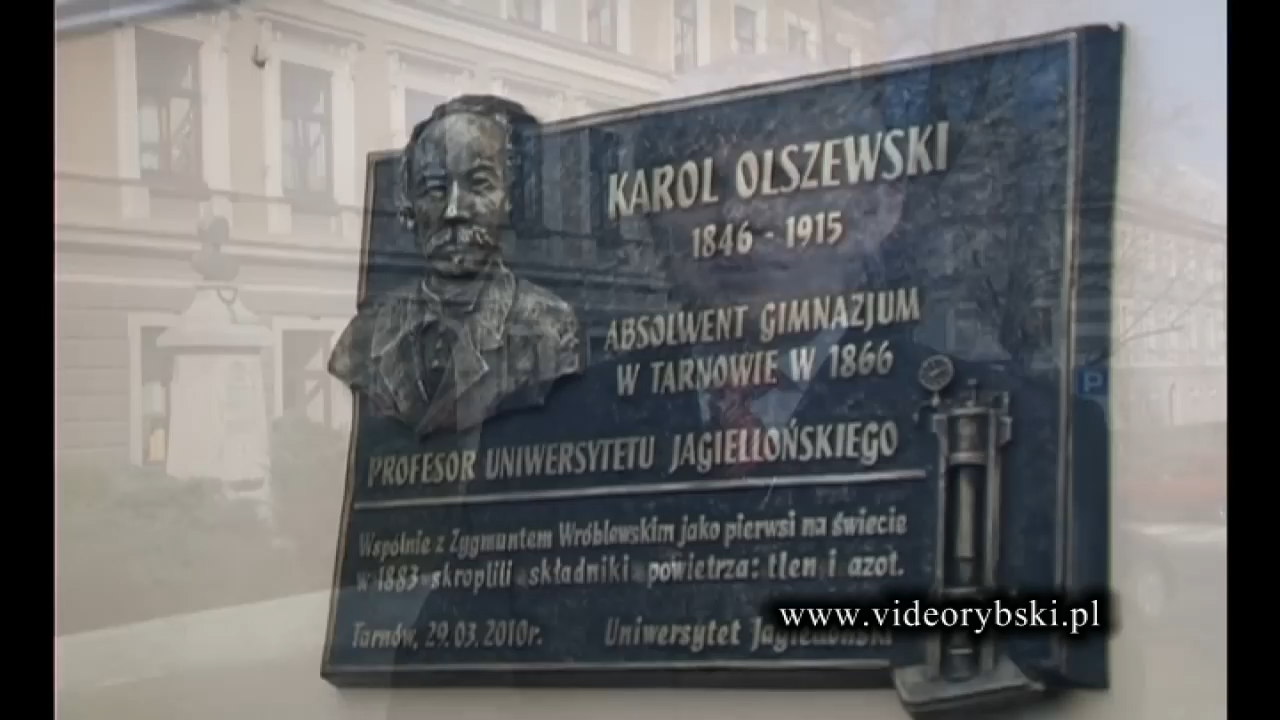 KAROL OLSZEWSKI
1846 - 1915
ABSOLWENT GIMNAZJUM
W TARNOWIE W 1866
PROFESOR UNIWERSYTETU JAGIELLOŃSKIEGO
Wspólnie z Zygmuntem Wróblewskim jako pierwsi na świecie
w 1883 skroplili składniki powietrza: tlen i azot.
Tarnów, 29.03.2010r. Uniwersytet Jagielloński
P
www.videorybski.pl